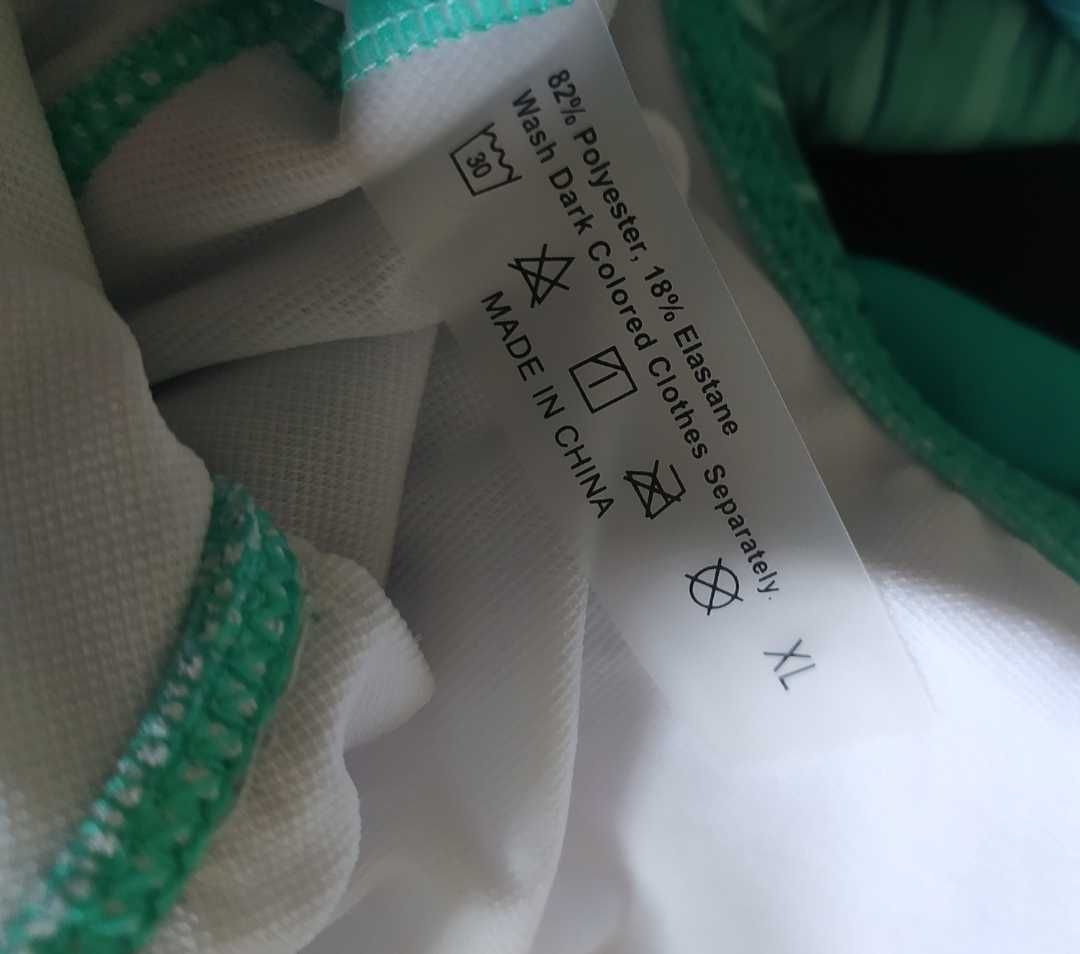 82% Polyester, 18% Elastane
Wash Dark Colored Clothes Separately.
30
MADE IN CHINA
XL